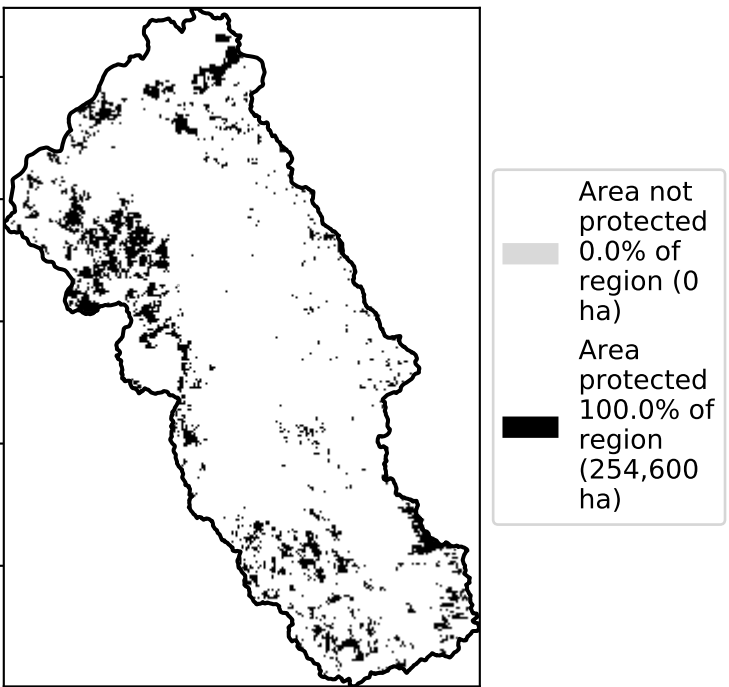 Area not
protected
0.0% of
region (0
ha)
Area
protected
100.0% of
region
(254,600
ha)